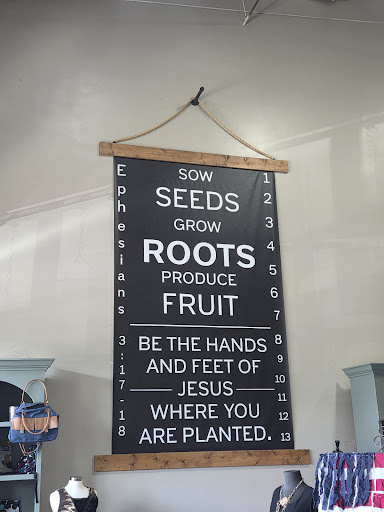 Ephesians 3:17-18
SOW
SEEDS
GROW
ROOTS
PRODUCE
FRUIT
BE THE HANDS
AND FEET OF
JESUS
WHERE YOU
ARE PLANTED.
1
2
3
4
5
6
7
8
9
10
11
12
13